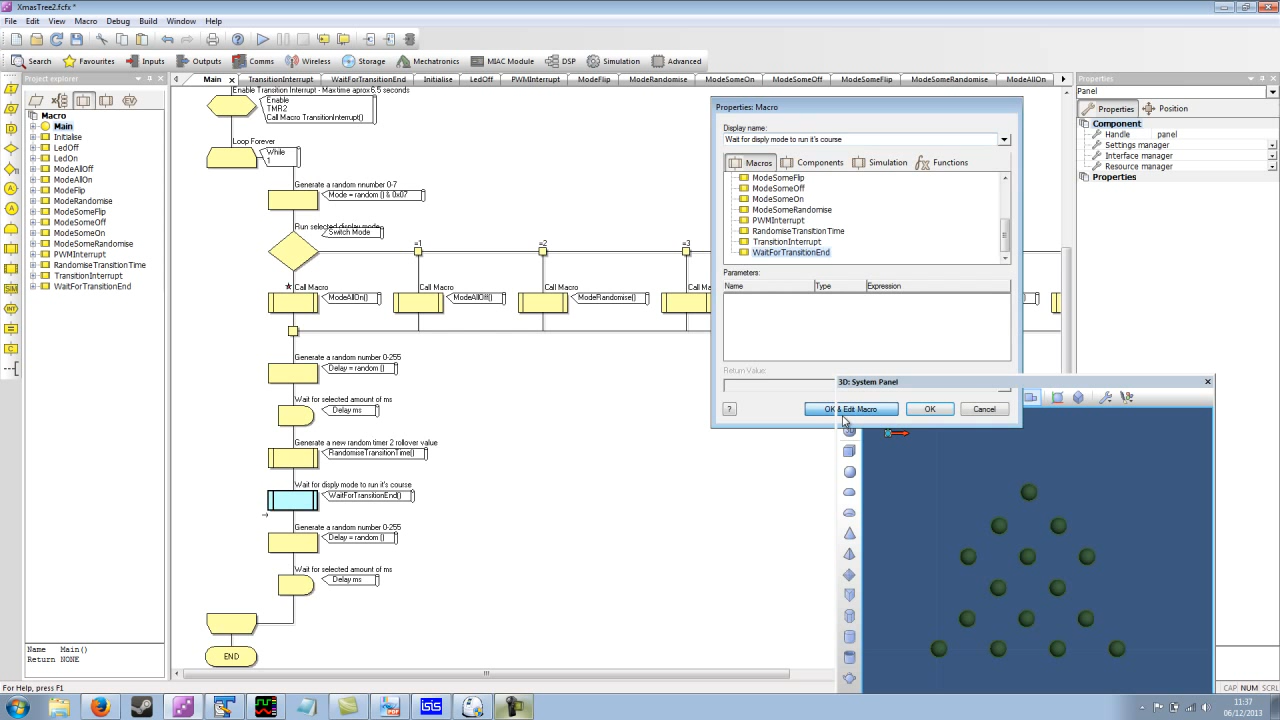 XmasTree2.fcfx *
File Edit View Macro Debug Build Window Help
Search Favourites Inputs Outputs Comms Wireless Storage Mechatronics MIAC Module DSP Simulation Advanced
Project explorer
Main TransitionInterrupt WaitForTransitionEnd Initialise LedOff PWMInterrupt ModeFlip ModeRandomise ModeSomeOn ModeSomeOff ModeSomeFlip ModeSomeRandomise ModeAllOn
Properties
Panel
Properties Position
Component
Handle panel
Settings manager
Interface manager
Resource manager
Properties
Macro
Main
Initialise
LedOff
LedOn
ModeAllOff
ModeAllOn
ModeFlip
ModeRandomise
ModeSomeFlip
ModeSomeOff
ModeSomeOn
ModeSomeRandomise
PWMInterrupt
RandomiseTransitionTime
TransitionInterrupt
WaitForTransitionEnd
Name Main()
Return NONE
Enable Transition Interrupt - Max time aprox 6.5 seconds
Enable
TMR2
Call Macro TransitionInterrupt()
Loop Forever
While
1
Generate a random nnumber 0-7
Mode = random () & 0x07
Run selected display mode
Switch Mode
=1 =2 =3
Call Macro Call Macro Call Macro Call Macro
ModeAllOn() ModeAllOff() ModeRandomise()
Generate a random number 0-255
Delay = random ()
Wait for selected amount of ms
Delay ms
Generate a new random timer 2 rollover value
RandomiseTransitionTime()
Wait for disply mode to run it's course
WaitForTransitionEnd()
Generate a random number 0-255
Delay = random ()
Wait for selected amount of ms
Delay ms
END
Properties: Macro
Display name:
Wait for disply mode to run it's course
Macros Components Simulation Functions
ModeSomeFlip
ModeSomeOff
ModeSomeOn
ModeSomeRandomise
PWMInterrupt
RandomiseTransitionTime
TransitionInterrupt
WaitForTransitionEnd
Parameters:
Name Type Expression
Return Value:
? OK & Edit Macro OK Cancel
3D: System Panel
For Help, press F1
CAP NUM SCRL
isis
PDF
11:37
06/12/2013